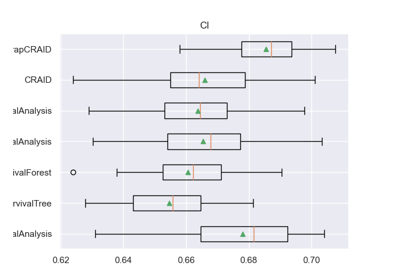 CI
rapCRAID
CRAID
alAnalysis
alAnalysis
ivalForest
rvivalTree
alAnalysis
0.62 0.64 0.66 0.68 0.70